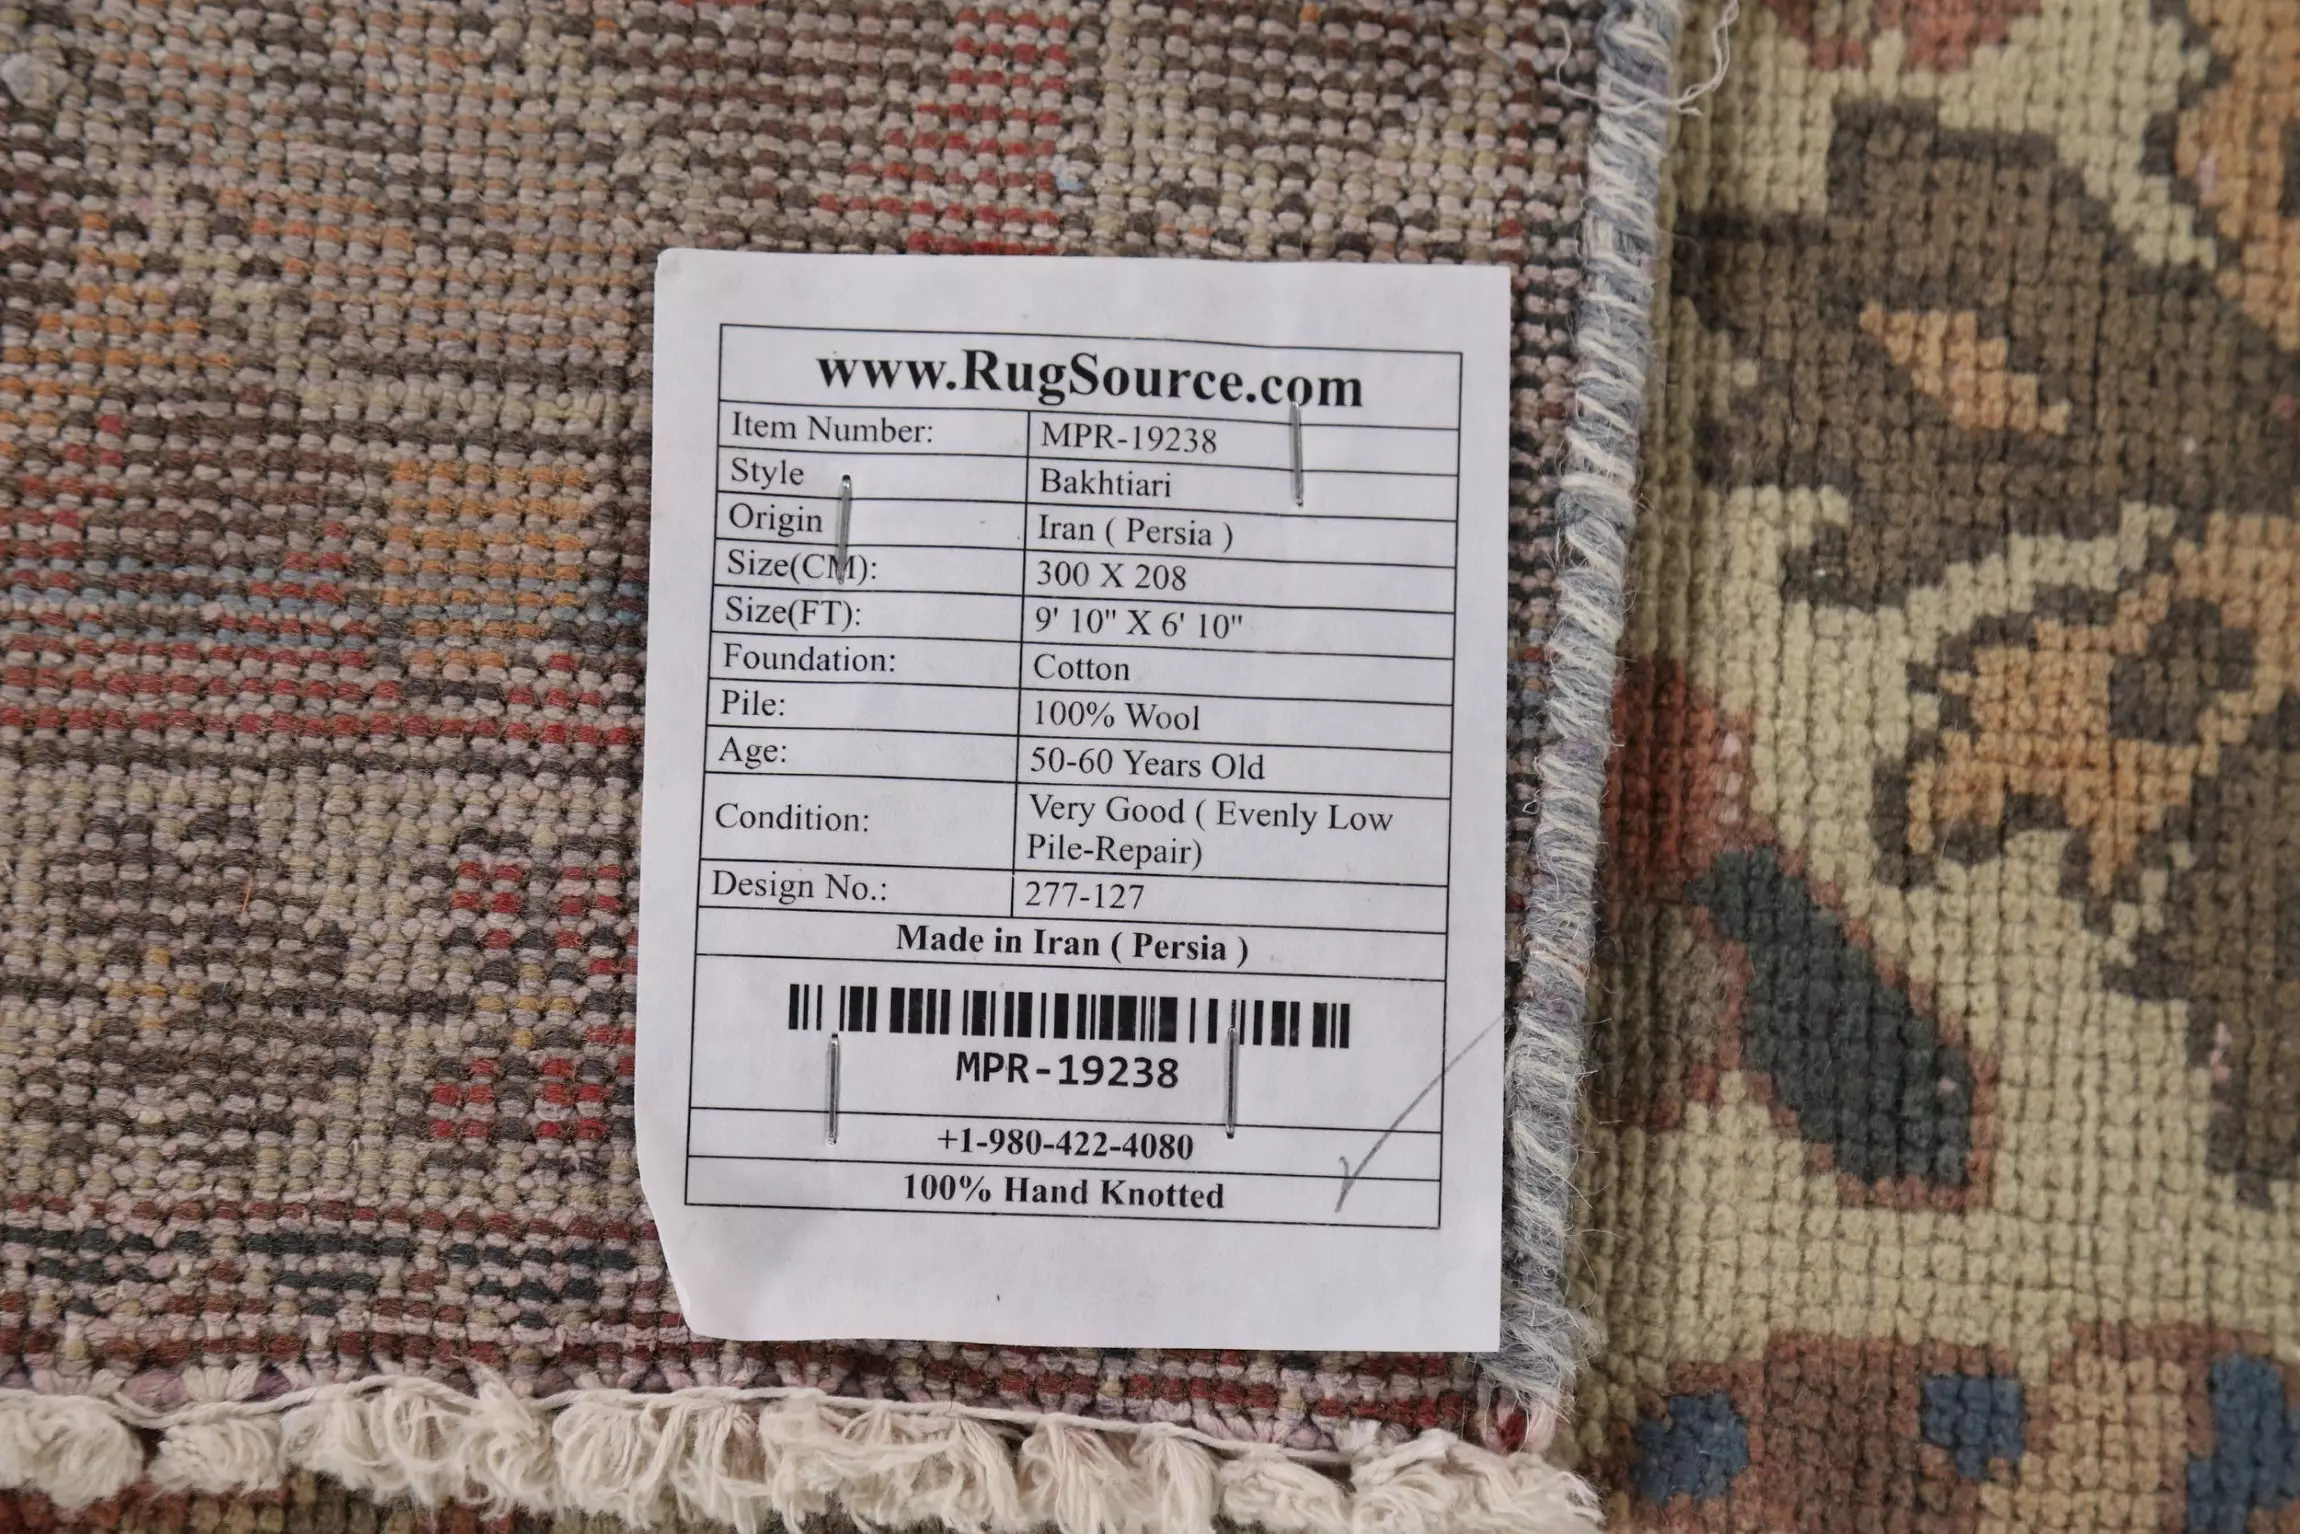 www.RugSource.com
Item Number: MPR-19238
Style Bakhtiari
Origin Iran ( Persia )
Size(CM): 300 X 208
Size(FT): 9' 10" X 6' 10"
Foundation: Cotton
Pile: 100% Wool
Age: 50-60 Years Old
Condition: Very Good ( Evenly Low
Pile-Repair)
Design No.: 277-127
Made in Iran ( Persia )
MPR-19238
+1-980-422-4080
100% Hand Knotted